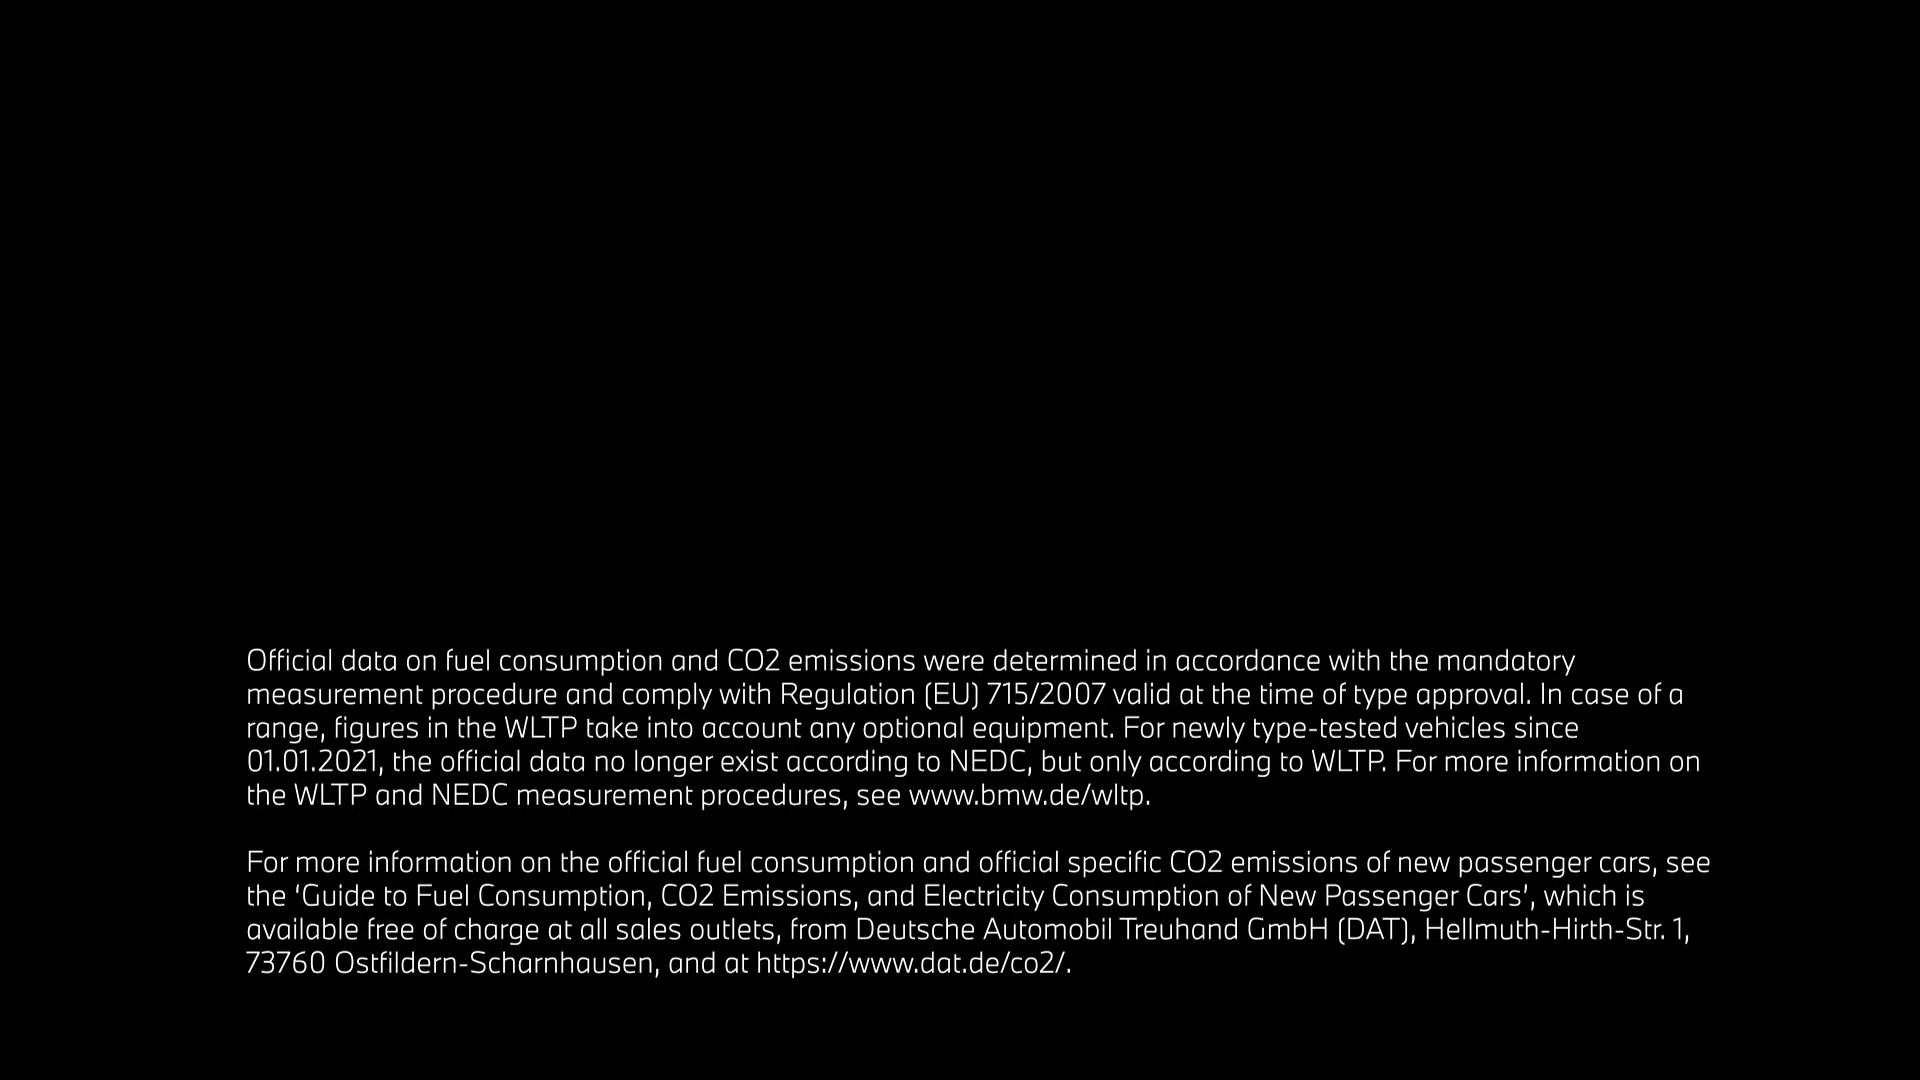 Official data on fuel consumption and CO2 emissions were determined in accordance with the mandatory
measurement procedure and comply with Regulation (EU) 715/2007 valid at the time of type approval. In case of a
range, figures in the WLTP take into account any optional equipment. For newly type-tested vehicles since
01.01.2021, the official data no longer exist according to NEDC, but only according to WLTP. For more information on
the WLTP and NEDC measurement procedures, see www.bmw.de/wltp.
For more information on the official fuel consumption and official specific CO2 emissions of new passenger cars, see
the ‘Guide to Fuel Consumption, CO2 Emissions, and Electricity Consumption of New Passenger Cars’, which is
available free of charge at all sales outlets, from Deutsche Automobil Treuhand GmbH (DAT), Hellmuth-Hirth-Str. 1,
73760 Ostfildern-Scharnhausen, and at https://www.dat.de/co2/.